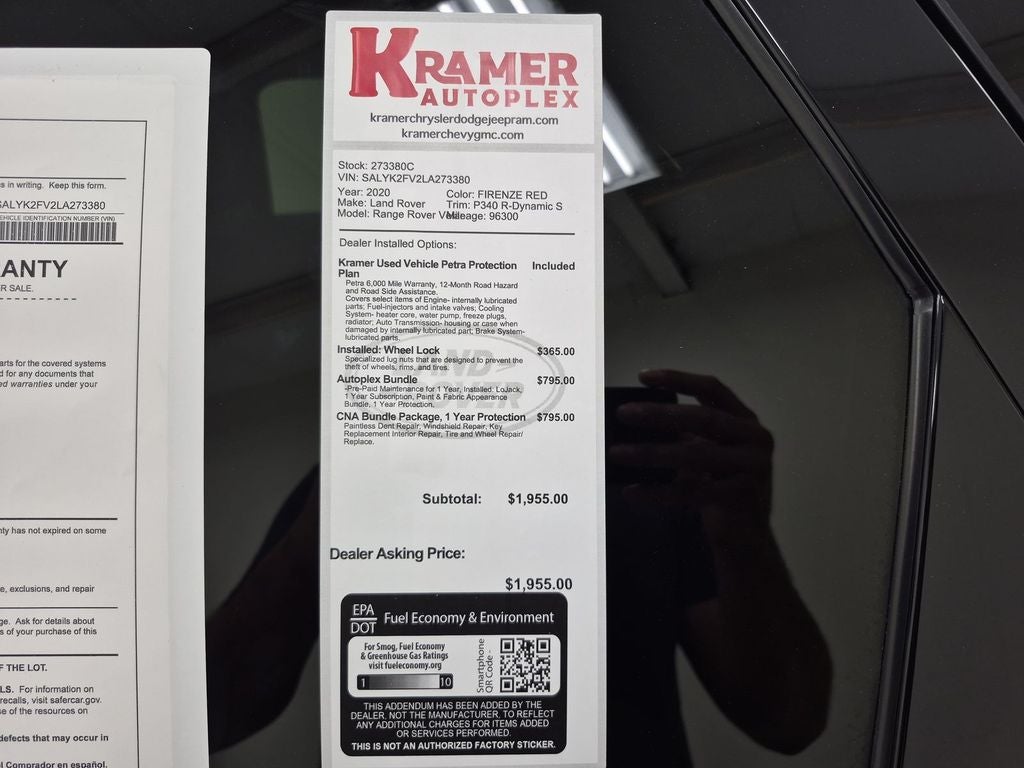 s in writing. Keep this form.
SALYK2FV2LA273380
VEHICLE IDENTIFICATION NUMBER (VIN)
ANTY
R SALE.
arts for the covered systems
d for any documents that
ed warranties under your
nty has not expired on some
e, exclusions, and repair
ge. Ask for details about
s of your purchase of this
F THE LOT.
LS. For information on
recalls, visit safercar.gov.
se of the resources on
defects that may occur in
l Comprador en español.
KRAMER
AUTOPLEX
kramerchryslerdodgejeepram.com
kramerchevygmc.com
Stock: 273380C
VIN: SALYK2FV2LA273380
Year: 2020 Color: FIRENZE RED
Make: Land Rover Trim: P340 R-Dynamic S
Model: Range Rover Mileage: 96300
Dealer Installed Options:
Kramer Used Vehicle Petra Protection Included
Plan
Petra 6,000 Mile Warranty, 12-Month Road Hazard
and Road Side Assistance.
Covers select items of Engine- internally lubricated
parts; Fuel-injectors and intake valves; Cooling
System- heater core, water pump, freeze plugs,
radiator; Auto Transmission- housing or case when
damaged by internally lubricated part; Brake System-
lubricated parts.
Installed: Wheel Lock $365.00
Specialized lug nuts that are designed to prevent the
theft of wheels, rims, and tires.
Autoplex Bundle $795.00
-Pre-Paid Maintenance for 1 Year, Installed: LoJack,
1 Year Subscription, Paint & Fabric Appearance
Bundle, 1 Year Protection.
CNA Bundle Package, 1 Year Protection $795.00
Paintless Dent Repair, Windshield Repair, Key
Replacement Interior Repair, Tire and Wheel Repair/
Replace.
Subtotal: $1,955.00
Dealer Asking Price:
$1,955.00
EPA
DOT Fuel Economy & Environment
For Smog, Fuel Economy
& Greenhouse Gas Ratings
visit fueleconomy.org
1 10
Smartphone
QR Code -
THIS ADDENDUM HAS BEEN ADDED BY THE
DEALER, NOT THE MANUFACTURER, TO REFLECT
ANY ADDITIONAL CHARGES FOR ITEMS ADDED
OR SERVICES PERFORMED.
THIS IS NOT AN AUTHORIZED FACTORY STICKER.